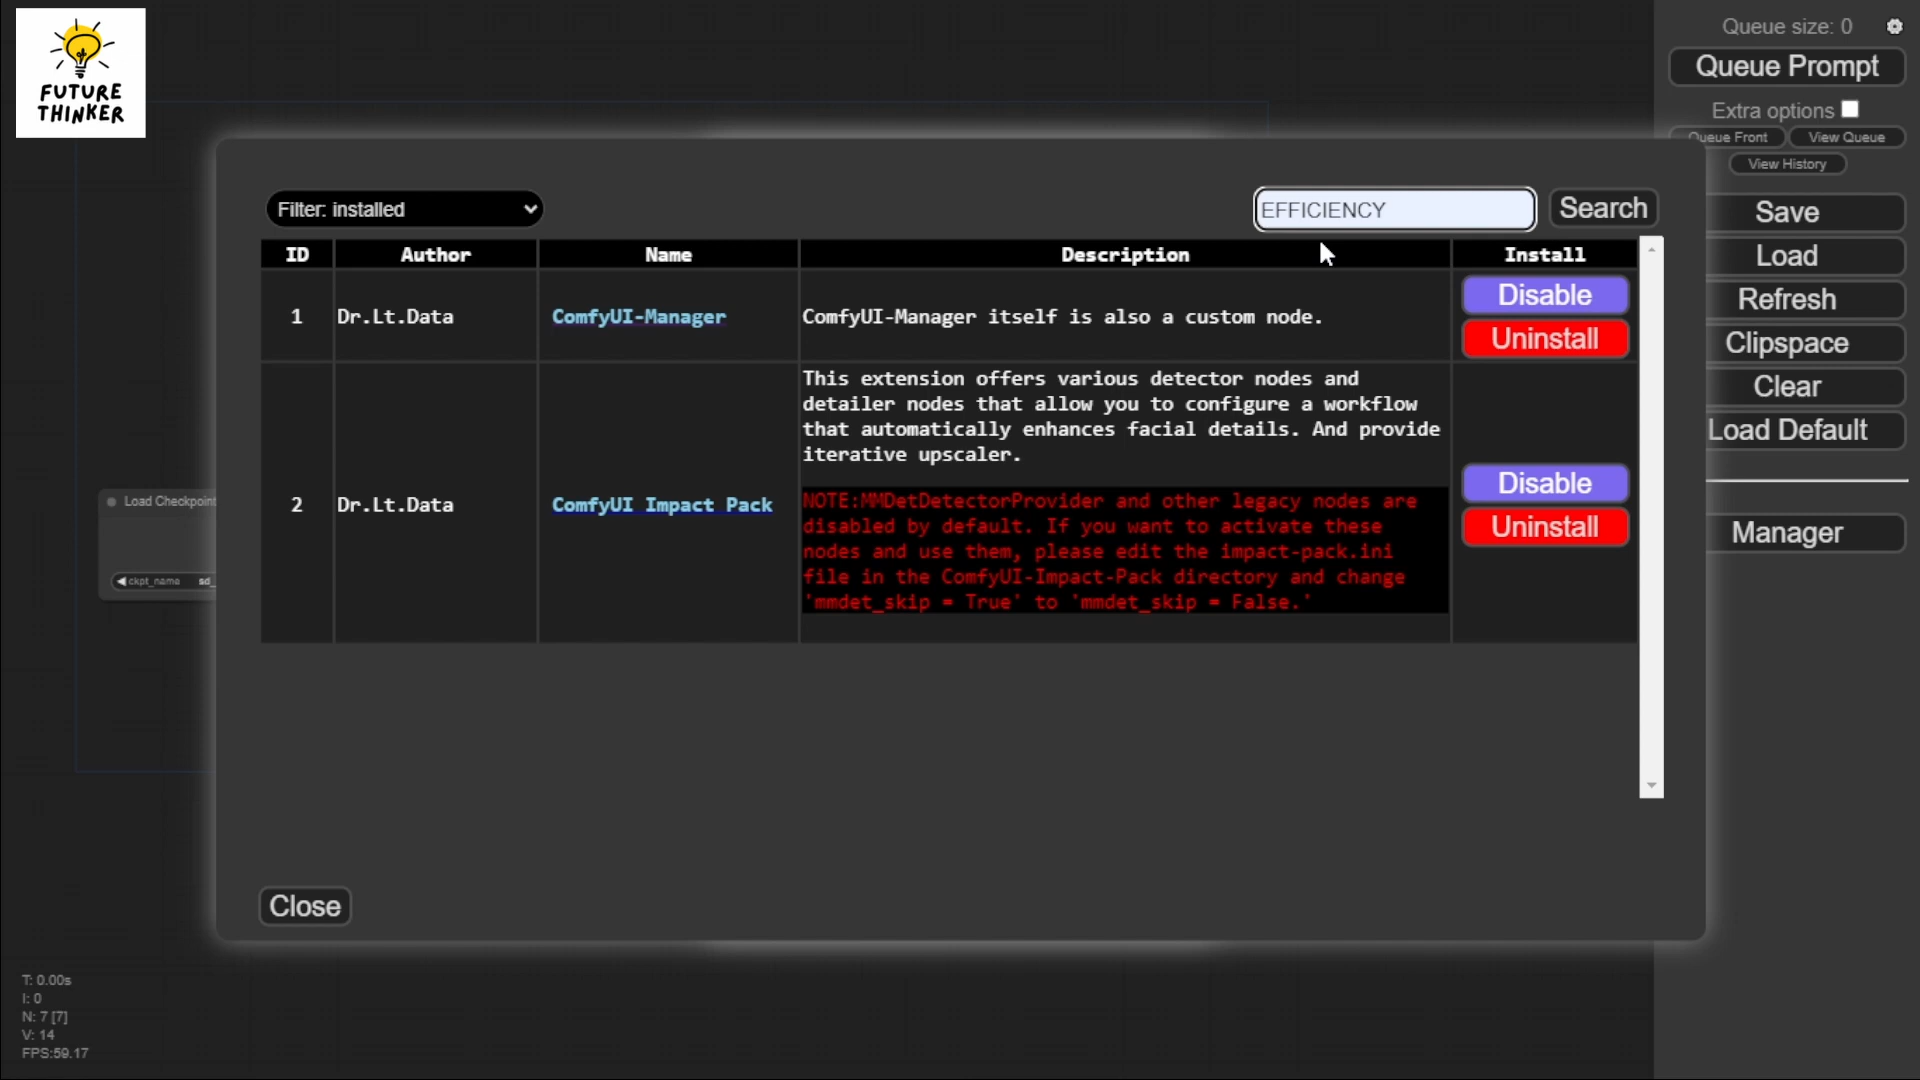 FUTURE
THINKER
Queue size: 0
Queue Prompt
Extra options
Queue Front
View Queue
View History
Save
Load
Refresh
Clipspace
Clear
Load Default
Manager
Filter: installed
EFFICIENCY
Search
ID
Author
Name
Description
Install
1
Dr.Lt.Data
ComfyUI-Manager
ComfyUI-Manager itself is also a custom node.
Disable
Uninstall
2
Dr.Lt.Data
ComfyUI Impact Pack
This extension offers various detector nodes and
detailer nodes that allow you to configure a workflow
that automatically enhances facial details. And provide
iterative upscaler.
NOTE:MMDetDetectorProvider and other legacy nodes are
disabled by default. If you want to activate these
nodes and use them, please edit the impact-pack.ini
file in the ComfyUI-Impact-Pack directory and change
'mmdet_skip = True' to 'mmdet_skip = False.'
Disable
Uninstall
Load Checkpoint
ckpt_name sd_
Close
T: 0.00s
I: 0
N: 7 [7]
V: 14
FPS:59.17